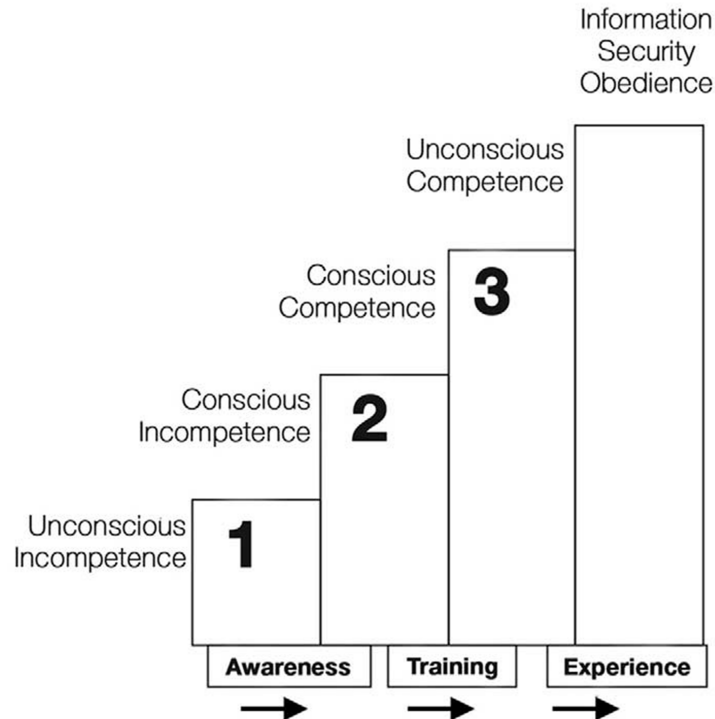 Information
Security
Obedience
Unconscious
Competence
Conscious
Competence
3
Conscious
Incompetence
2
Unconscious
Incompetence
1
Awareness
Training
Experience